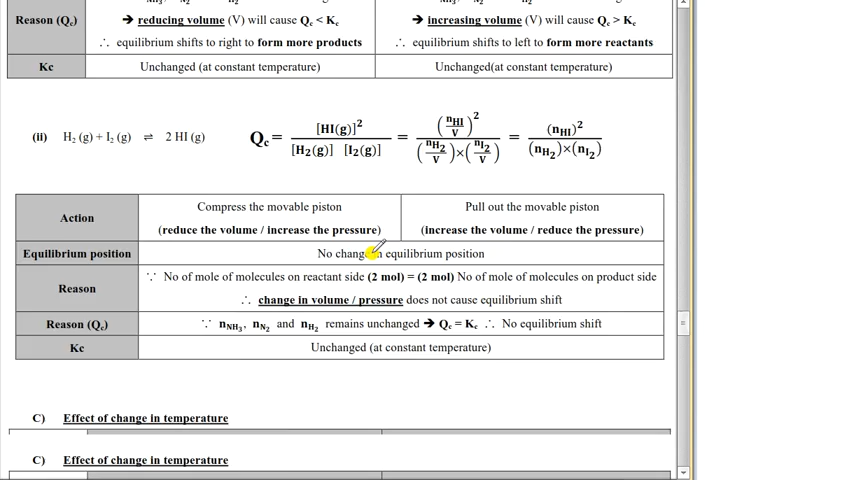 Reason (Qc)
➔ reducing volume (V) will cause Qc < Kc
➔ increasing volume (V) will cause Qc > Kc
∴ equilibrium shifts to right to form more products
∴ equilibrium shifts to left to form more reactants
Kc
Unchanged (at constant temperature)
Unchanged(at constant temperature)
(ii) H2 (g) + I2 (g) ⇌ 2 HI (g)
Qc = [HI(g)]^2 / [H2(g)] [I2(g)] = (nHI/V)^2 / (nH2/V)×(nI2/V) = (nHI)^2 / (nH2)×(nI2)
Action
Compress the movable piston
(reduce the volume / increase the pressure)
Pull out the movable piston
(increase the volume / reduce the pressure)
Equilibrium position
No change in equilibrium position
Reason
∵ No of mole of molecules on reactant side (2 mol) = (2 mol) No of mole of molecules on product side
∴ change in volume / pressure does not cause equilibrium shift
Reason (Qc)
∵ nNH3, nN2 and nH2 remains unchanged ➔ Qc = Kc ∴ No equilibrium shift
Kc
Unchanged (at constant temperature)
C) Effect of change in temperature
C) Effect of change in temperature